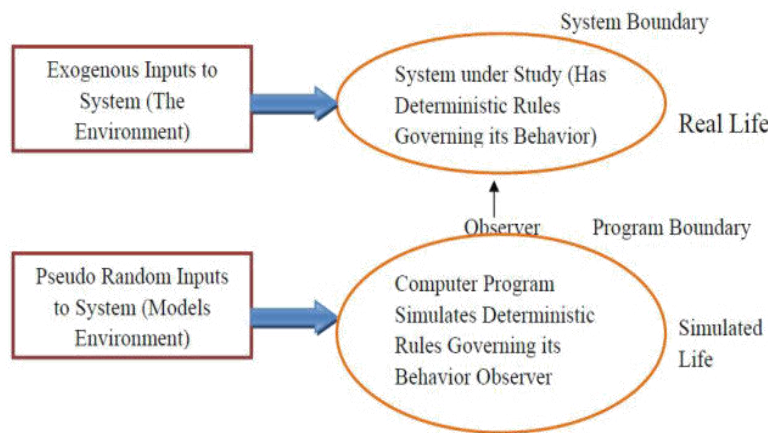 System Boundary
Exogenous Inputs to
System (The
Environment)
System under Study (Has
Deterministic Rules
Governing its Behavior)
Real Life
Observer
Program Boundary
Pseudo Random Inputs
to System (Models
Environment)
Computer Program
Simulates Deterministic
Rules Governing its
Behavior Observer
Simulated
Life